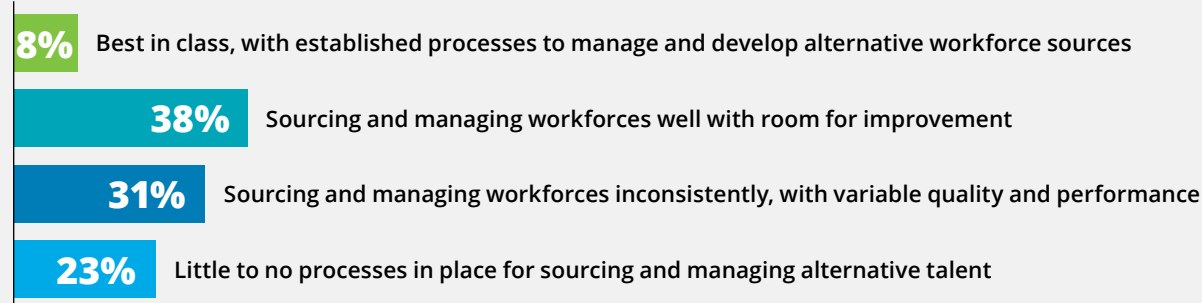 8% Best in class, with established processes to manage and develop alternative workforce sources
38% Sourcing and managing workforces well with room for improvement
31% Sourcing and managing workforces inconsistently, with variable quality and performance
23% Little to no processes in place for sourcing and managing alternative talent